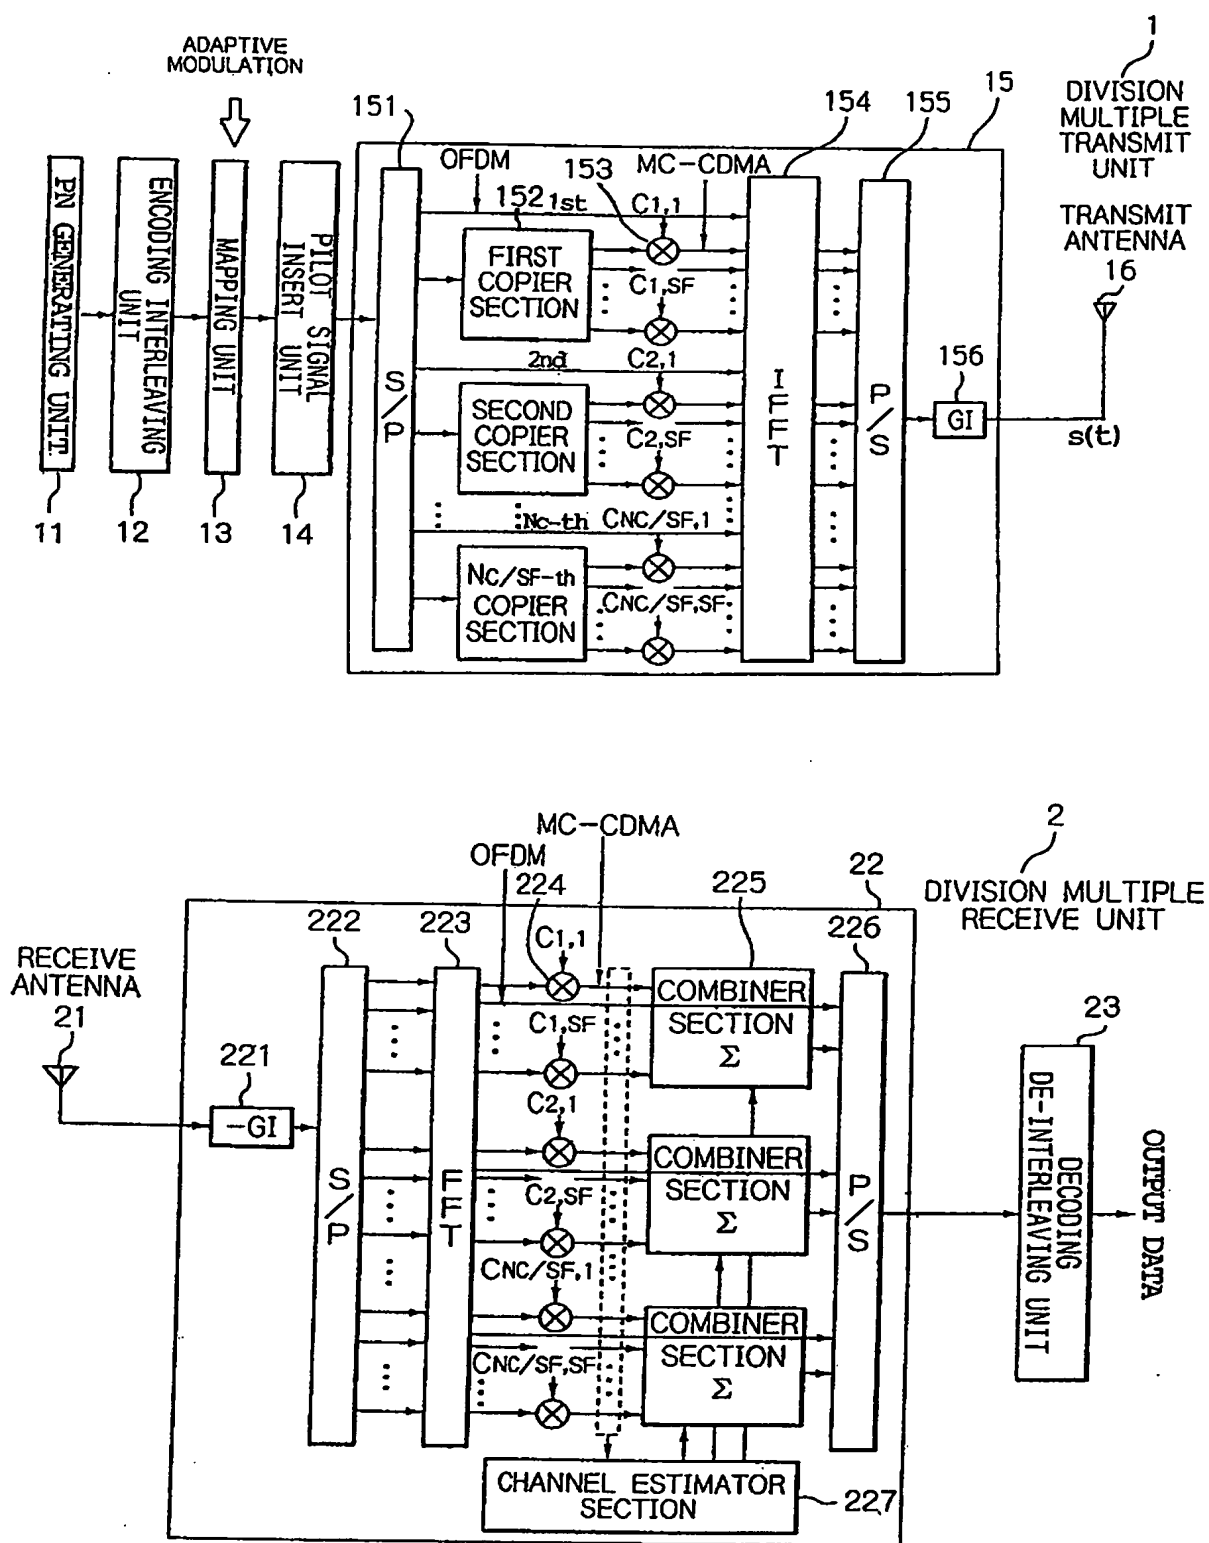 ADAPTIVE
MODULATION
1
DIVISION
MULTIPLE
TRANSMIT
UNIT
15
151
154
155
OFDM
153
MC-CDMA
152
1st
C1,1
PN GENERATING UNIT
ENCODING INTERLEAVING
UNIT
MAPPING UNIT
PILOT SIGNAL
INSERT
UNIT
S/P
FIRST
COPIER
SECTION
C1,SF
2nd
C2,1
SECOND
COPIER
SECTION
C2,SF
Nc-th
CNC/SF,1
NC/SF-th
COPIER
SECTION
CNC/SF,SF
IFFT
P/S
156
GI
s(t)
TRANSMIT
ANTENNA
16
11
12
13
14
MC-CDMA
OFDM
224
225
22
2
DIVISION MULTIPLE
RECEIVE UNIT
222
223
226
C1,1
RECEIVE
ANTENNA
21
221
-GI
S/P
FFT
C1,SF
C2,1
C2,SF
CNC/SF,1
CNC/SF,SF
COMBINER
SECTION
Σ
COMBINER
SECTION
Σ
COMBINER
SECTION
Σ
P/S
23
DECODING
DE-INTERLEAVING UNIT
OUTPUT DATA
CHANNEL ESTIMATOR
SECTION
227